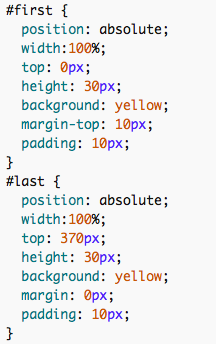 #first {
  position: absolute;
  width:100%;
  top: 0px;
  height: 30px;
  background: yellow;
  margin-top: 10px;
  padding: 10px;
}
#last {
  position: absolute;
  width:100%;
  top: 370px;
  height: 30px;
  background: yellow;
  margin: 0px;
  padding: 10px;
}